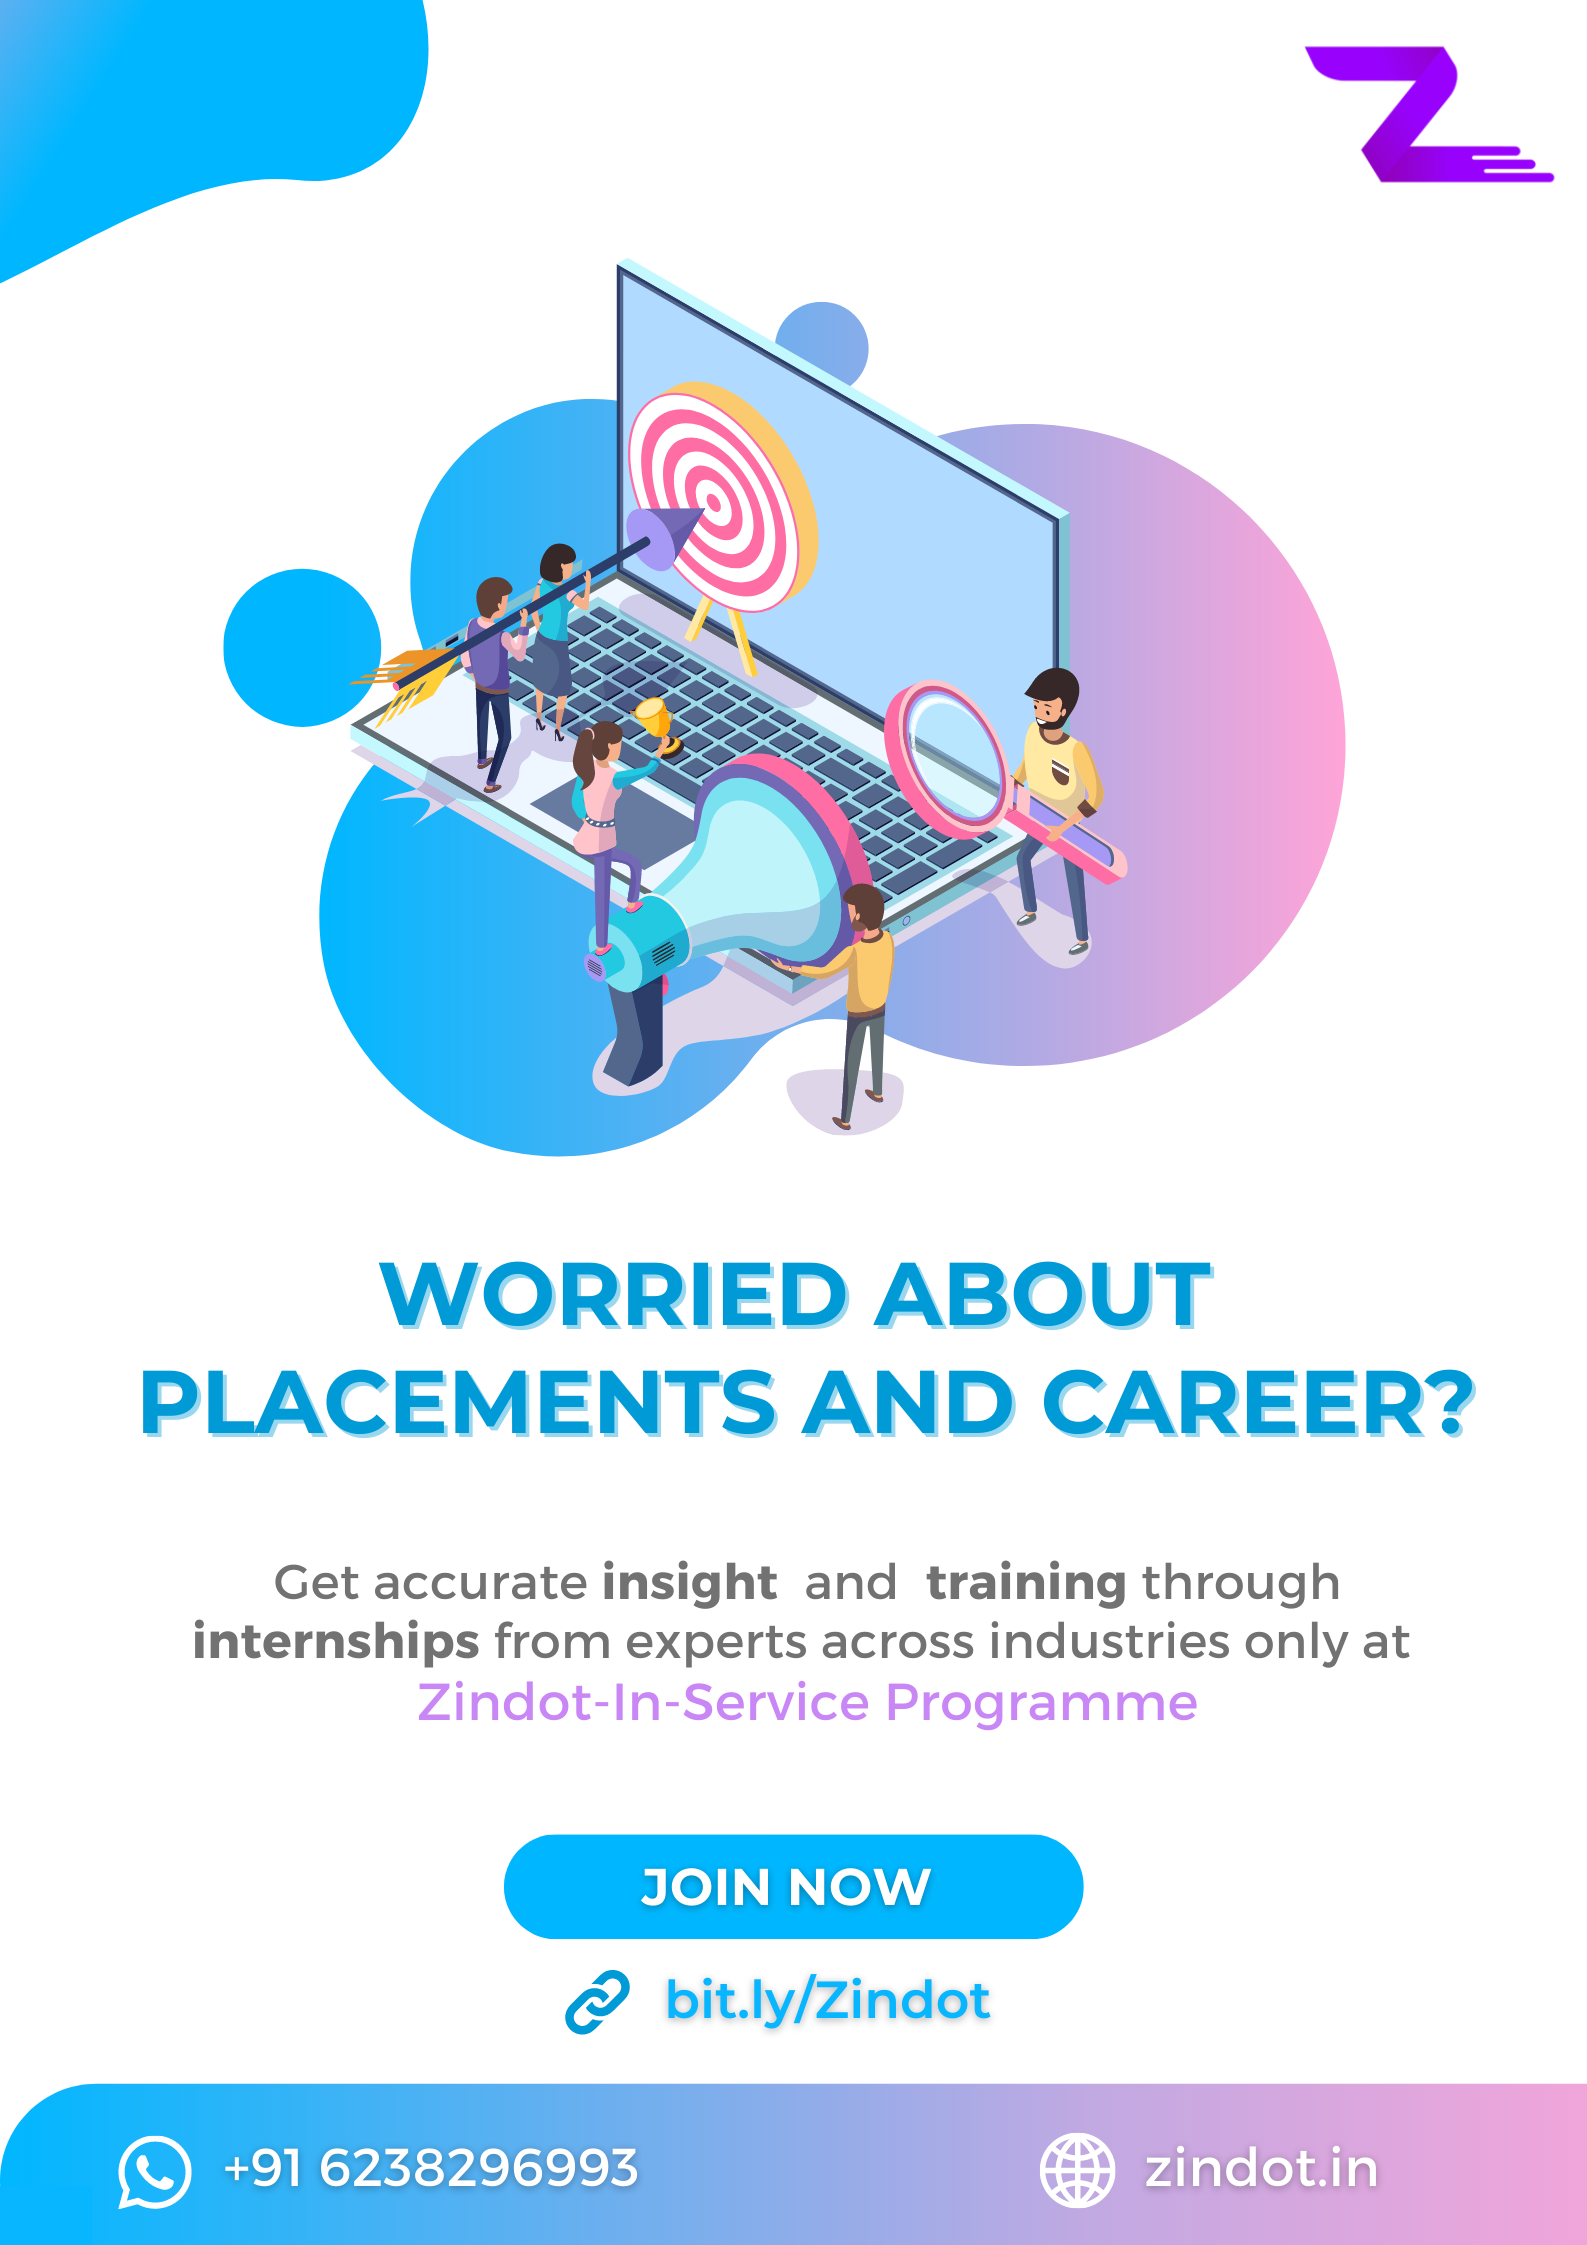 WORRIED ABOUT
PLACEMENTS AND CAREER?
Get accurate insight and training through
internships from experts across industries only at
Zindot-In-Service Programme
JOIN NOW
bit.ly/Zindot
+91 6238296993
zindot.in